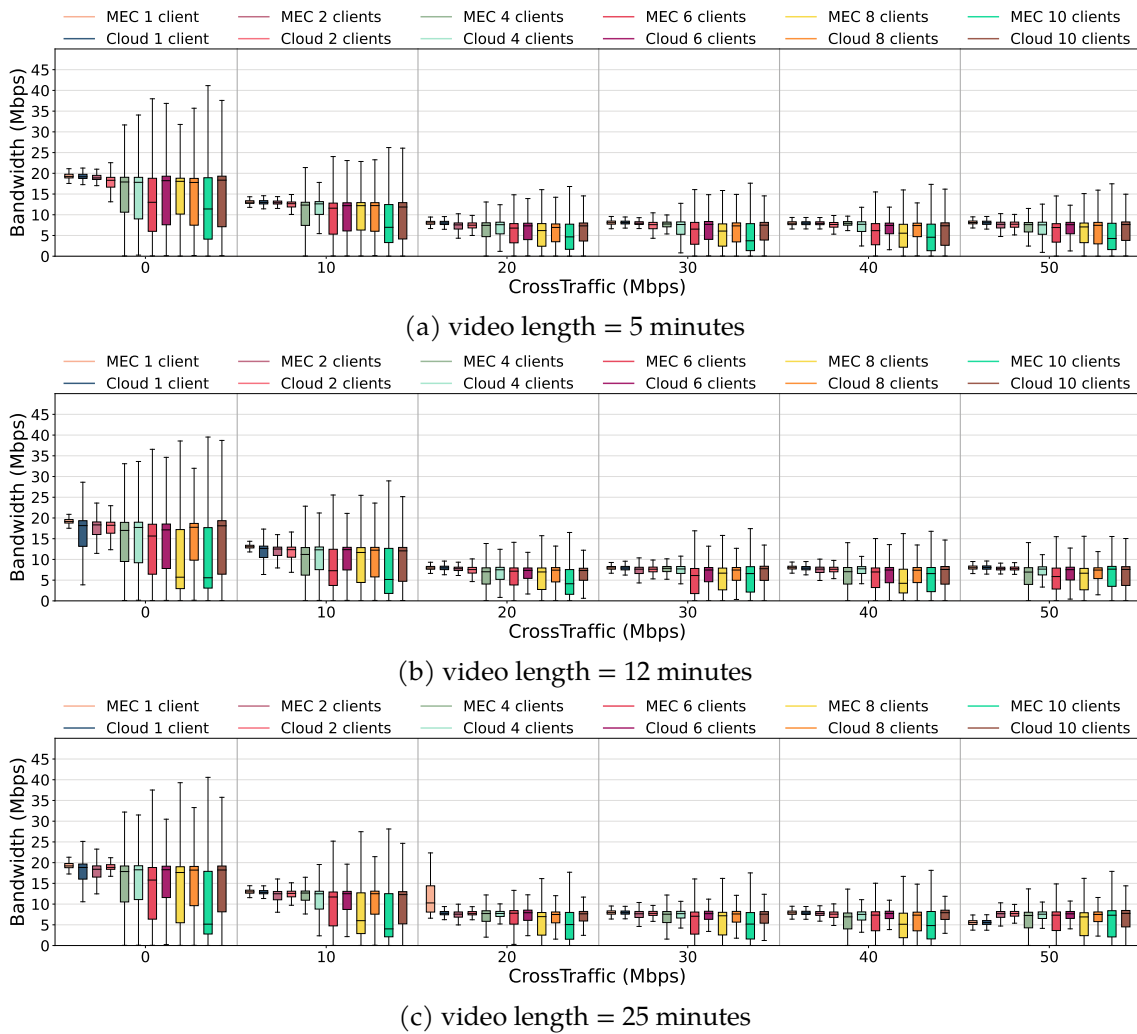 MEC 1 client MEC 2 clients MEC 4 clients MEC 6 clients MEC 8 clients MEC 10 clients
Cloud 1 client Cloud 2 clients Cloud 4 clients Cloud 6 clients Cloud 8 clients Cloud 10 clients
Bandwidth (Mbps)
45
40
35
30
25
20
15
10
5
0
0 10 20 30 40 50
CrossTraffic (Mbps)
(a) video length = 5 minutes
MEC 1 client MEC 2 clients MEC 4 clients MEC 6 clients MEC 8 clients MEC 10 clients
Cloud 1 client Cloud 2 clients Cloud 4 clients Cloud 6 clients Cloud 8 clients Cloud 10 clients
Bandwidth (Mbps)
45
40
35
30
25
20
15
10
5
0
0 10 20 30 40 50
CrossTraffic (Mbps)
(b) video length = 12 minutes
MEC 1 client MEC 2 clients MEC 4 clients MEC 6 clients MEC 8 clients MEC 10 clients
Cloud 1 client Cloud 2 clients Cloud 4 clients Cloud 6 clients Cloud 8 clients Cloud 10 clients
Bandwidth (Mbps)
45
40
35
30
25
20
15
10
5
0
0 10 20 30 40 50
CrossTraffic (Mbps)
(c) video length = 25 minutes